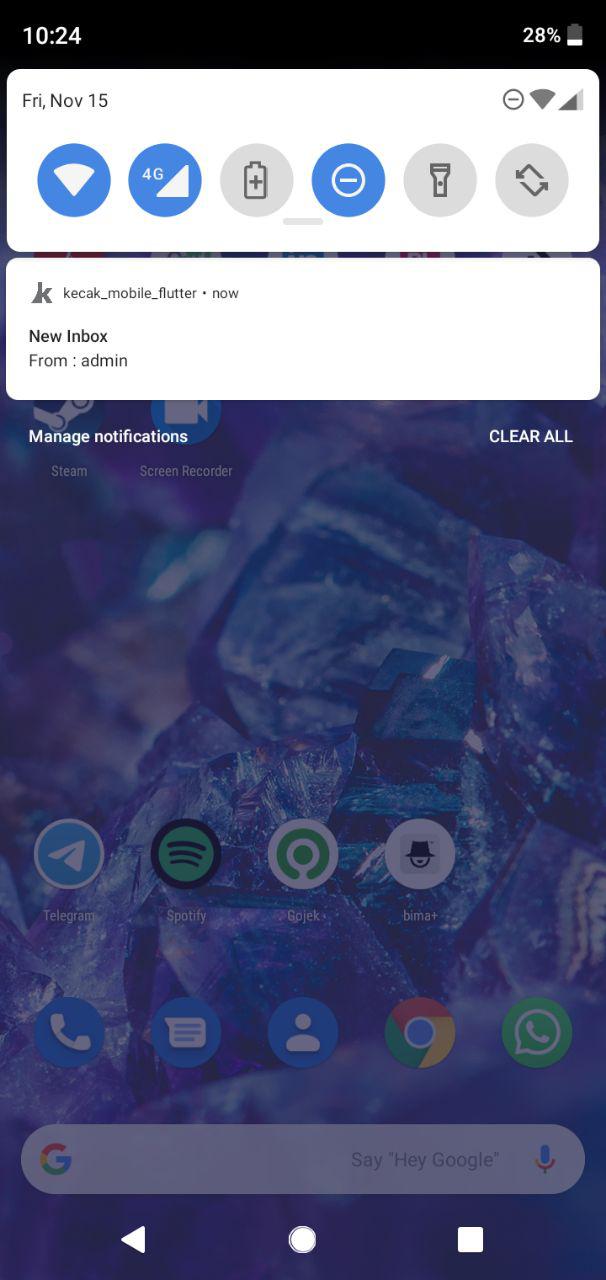 10:24
28%
Fri, Nov 15
4G
kecak_mobile_flutter • now
New Inbox
From : admin
Manage notifications
CLEAR ALL
Steam
Screen Recorder
Telegram
Spotify
Gojek
bima+
Say "Hey Google"